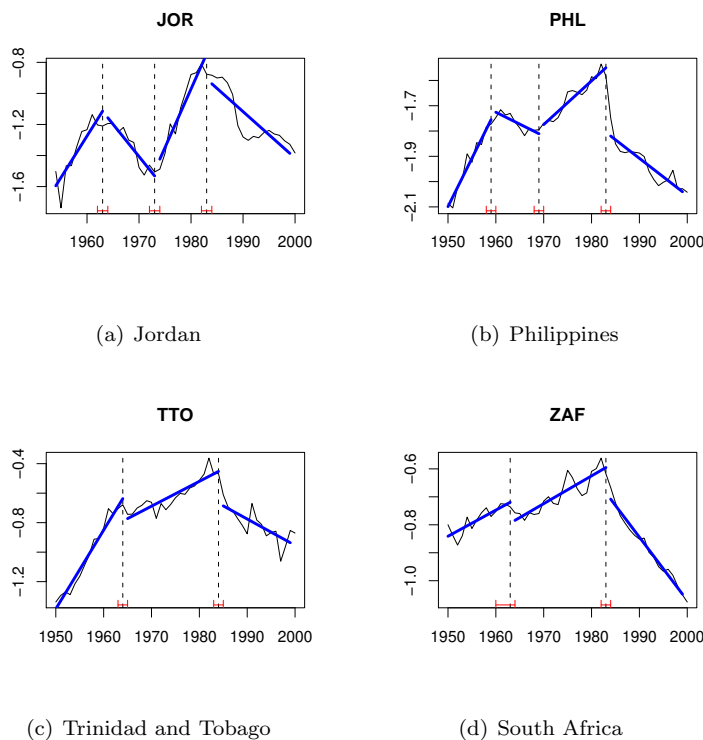 JOR
−0.8
−1.2
−1.6
1960 1970 1980 1990 2000
(a) Jordan
PHL
−1.7
−1.9
−2.1
1950 1960 1970 1980 1990 2000
(b) Philippines
TTO
−0.4
−0.8
−1.2
1950 1960 1970 1980 1990 2000
(c) Trinidad and Tobago
ZAF
−0.6
−0.8
−1.0
1950 1960 1970 1980 1990 2000
(d) South Africa